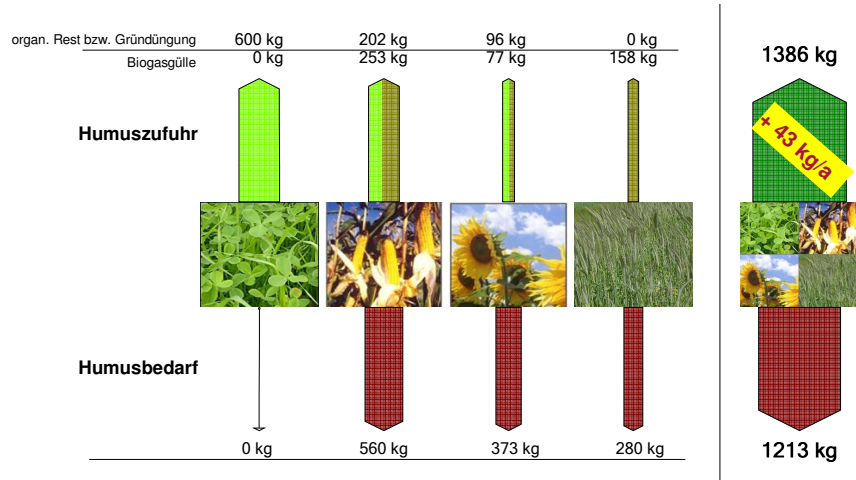 organ. Rest bzw. Gründüngung 600 kg 202 kg 96 kg 0 kg
Biogasgülle 0 kg 253 kg 77 kg 158 kg
1386 kg
Humuszufuhr
+ 43 kg/a
Humusbedarf
0 kg 560 kg 373 kg 280 kg
1213 kg